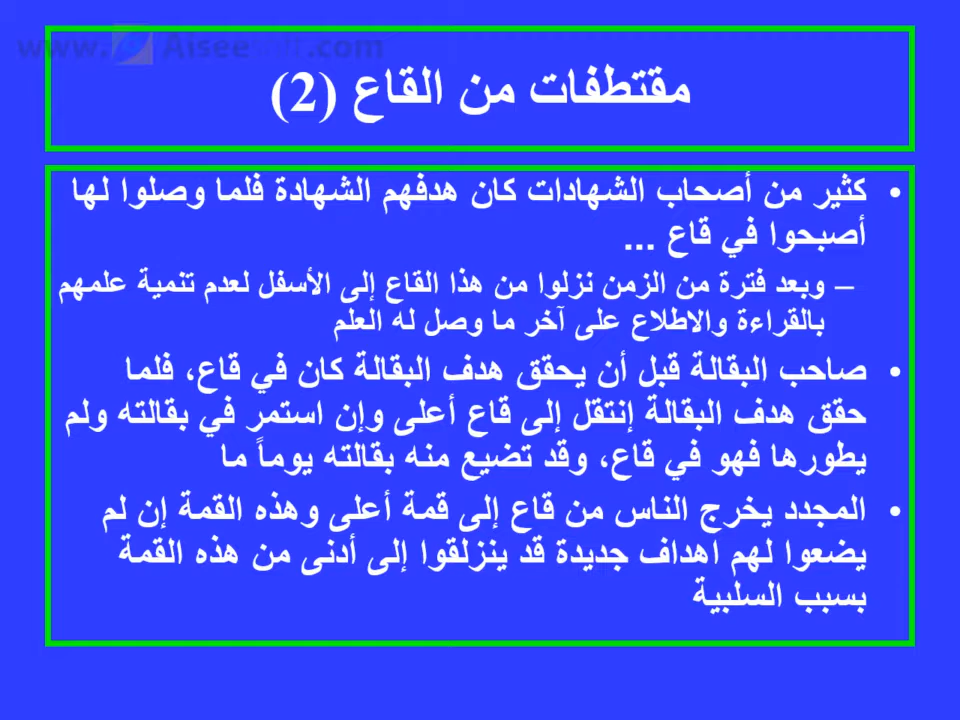 www.Aiseesoft.com
مقتطفات من القاع (2)
• كثير من أصحاب الشهادات كان هدفهم الشهادة فلما وصلوا لها
أصبحوا في قاع ...
– وبعد فترة من الزمن نزلوا من هذا القاع إلى الأسفل لعدم تنمية علمهم
بالقراءة والاطلاع على آخر ما وصل له العلم
• صاحب البقالة قبل أن يحقق هدف البقالة كان في قاع، فلما
حقق هدف البقالة إنتقل إلى قاع أعلى وإن استمر في بقالته ولم
يطورها فهو في قاع، وقد تضيع منه بقالته يوماً ما
• المجدد يخرج الناس من قاع إلى قمة أعلى وهذه القمة إن لم
يضعوا لهم اهداف جديدة قد ينزلقوا إلى أدنى من هذه القمة
بسبب السلبية